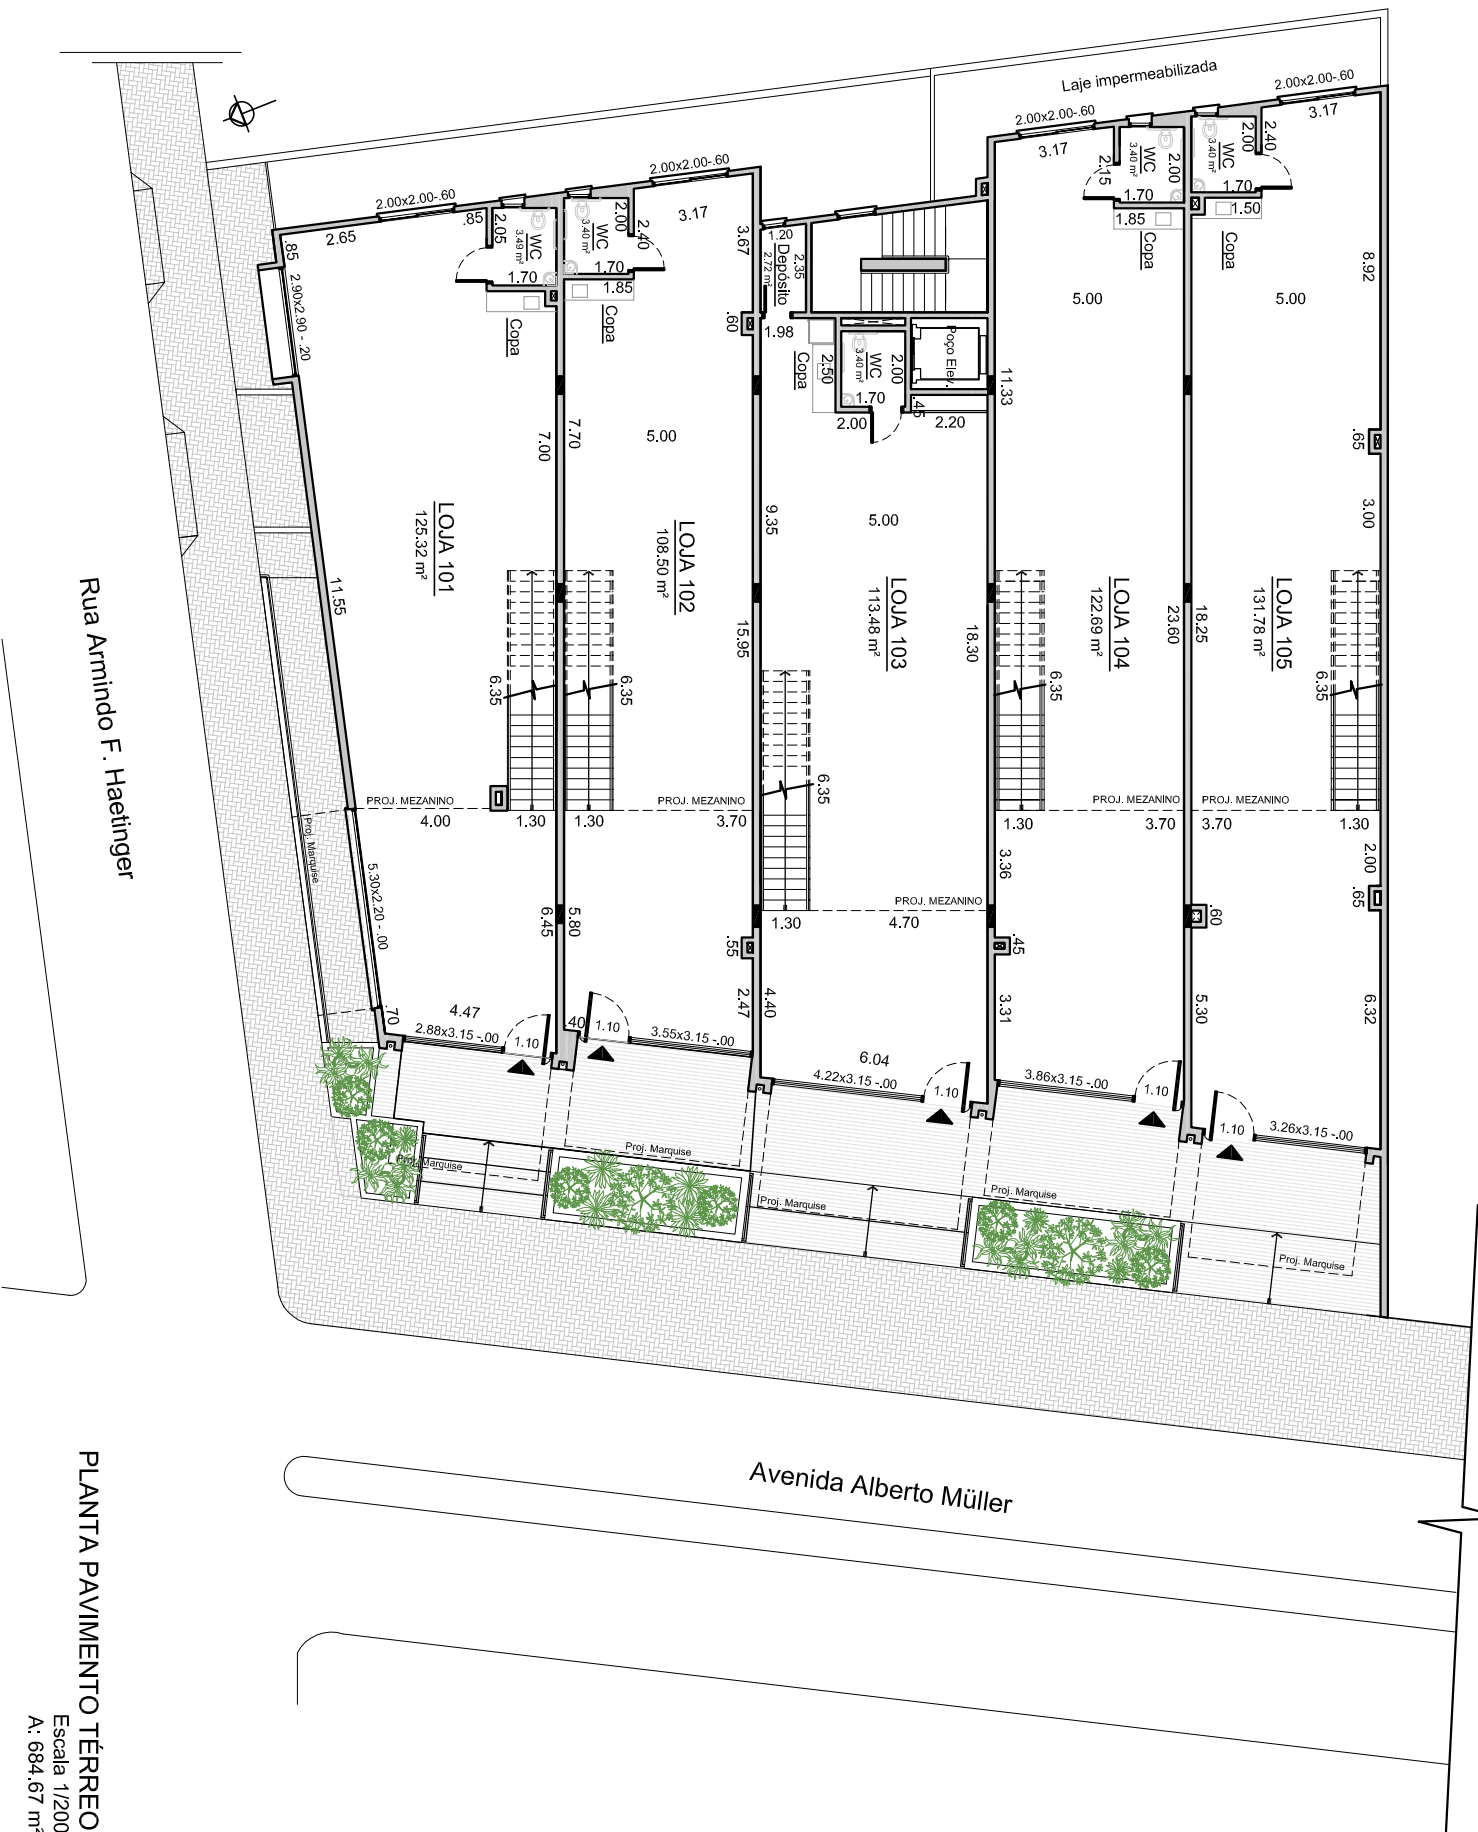 Laje impermeabilizada
2.00x2.00-.60
3.17
2.40
2.00
WC
3.40 m²
1.70
1.50
Copa
8.92
5.00
.65
3.00
LOJA 105
131.78 m²
18.25
6.35
PROJ. MEZANINO
3.70
1.30
2.00
.65
.60
5.30
6.32
1.10
3.26x3.15 -.00
Proj. Marquise
2.00x2.00-.60
3.17
2.15
2.00
WC
3.40 m²
1.70
1.85
Copa
5.00
11.33
LOJA 104
122.69 m²
23.60
6.35
PROJ. MEZANINO
1.30
3.70
3.36
.45
3.31
3.86x3.15 -.00
1.10
Proj. Marquise
1.20
Depósito
2.72 m²
2.35
1.98
Copa
2.50
WC
3.40 m²
2.00
1.70
Poço Elev.
.45
2.00
2.20
9.35
5.00
LOJA 103
113.48 m²
18.30
6.35
PROJ. MEZANINO
1.30
4.70
4.40
6.04
4.22x3.15 -.00
1.10
Proj. Marquise
2.00x2.00-.60
3.17
3.67
2.00
2.40
WC
3.40 m²
1.70
1.85
Copa
.60
7.70
5.00
LOJA 102
108.50 m²
15.95
6.35
PROJ. MEZANINO
1.30
3.70
5.80
.55
2.47
.40
1.10
3.55x3.15 -.00
Proj. Marquise
2.00x2.00-.60
.85
2.65
.85
2.05
WC
3.49 m²
1.70
Copa
2.90x2.90 - .20
7.00
LOJA 101
125.32 m²
11.55
6.35
PROJ. MEZANINO
4.00
1.30
Proj. Marquise
5.30x2.20 - .00
6.45
.70
4.47
2.88x3.15 -.00
1.10
Proj. Marquise
Rua Armindo F. Haetinger
Avenida Alberto Müller
PLANTA PAVIMENTO TÉRREO
Escala 1/200
A: 684.67 m²